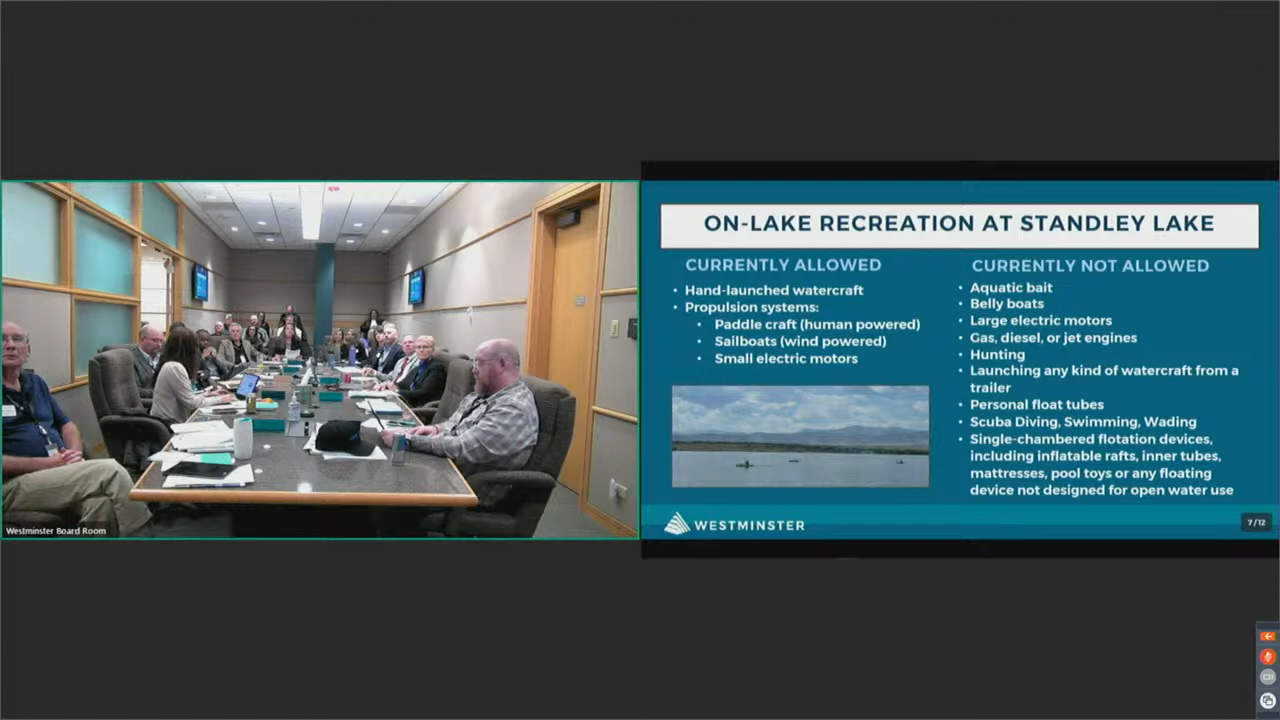 ON-LAKE RECREATION AT STANDLEY LAKE
CURRENTLY ALLOWED
• Hand-launched watercraft
• Propulsion systems:
• Paddle craft (human powered)
• Sailboats (wind powered)
• Small electric motors
CURRENTLY NOT ALLOWED
• Aquatic bait
• Belly boats
• Large electric motors
• Gas, diesel, or jet engines
• Hunting
• Launching any kind of watercraft from a
trailer
• Personal float tubes
• Scuba Diving, Swimming, Wading
• Single-chambered flotation devices,
including inflatable rafts, inner tubes,
mattresses, pool toys or any floating
device not designed for open water use
WESTMINSTER
7/12
Westminster Board Room